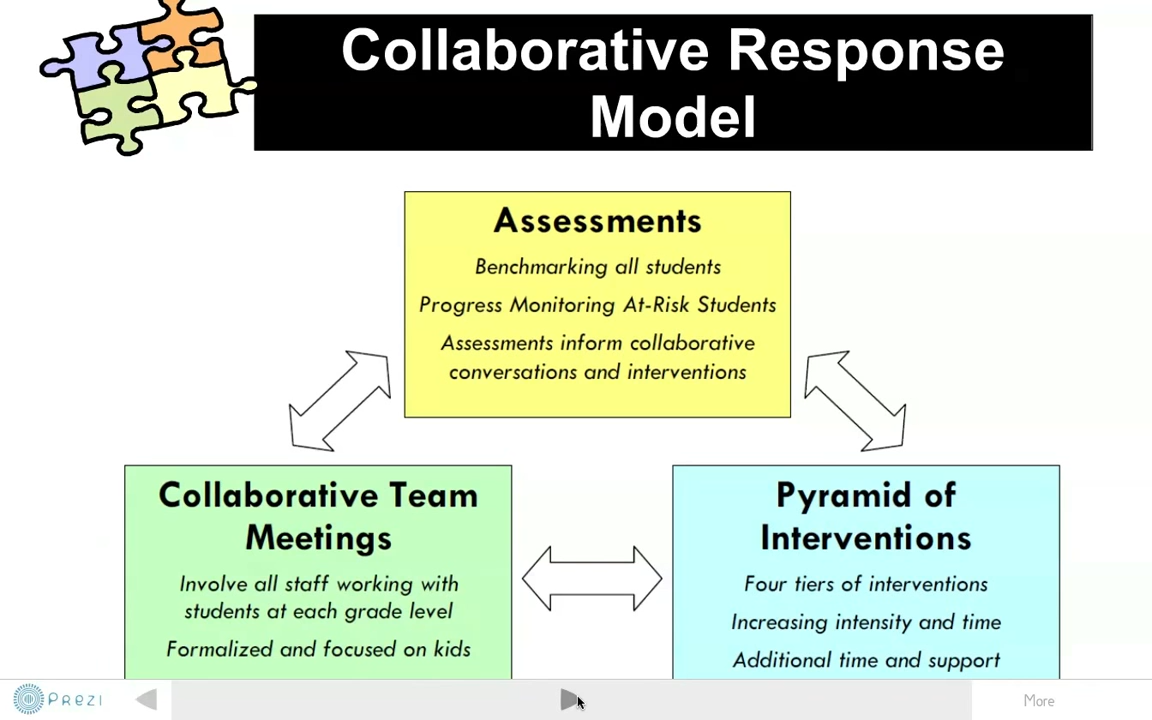 Collaborative Response
Model
Assessments
Benchmarking all students
Progress Monitoring At-Risk Students
Assessments inform collaborative
conversations and interventions
Collaborative Team
Meetings
Involve all staff working with
students at each grade level
Formalized and focused on kids
Pyramid of
Interventions
Four tiers of interventions
Increasing intensity and time
Additional time and support
PREZI
More